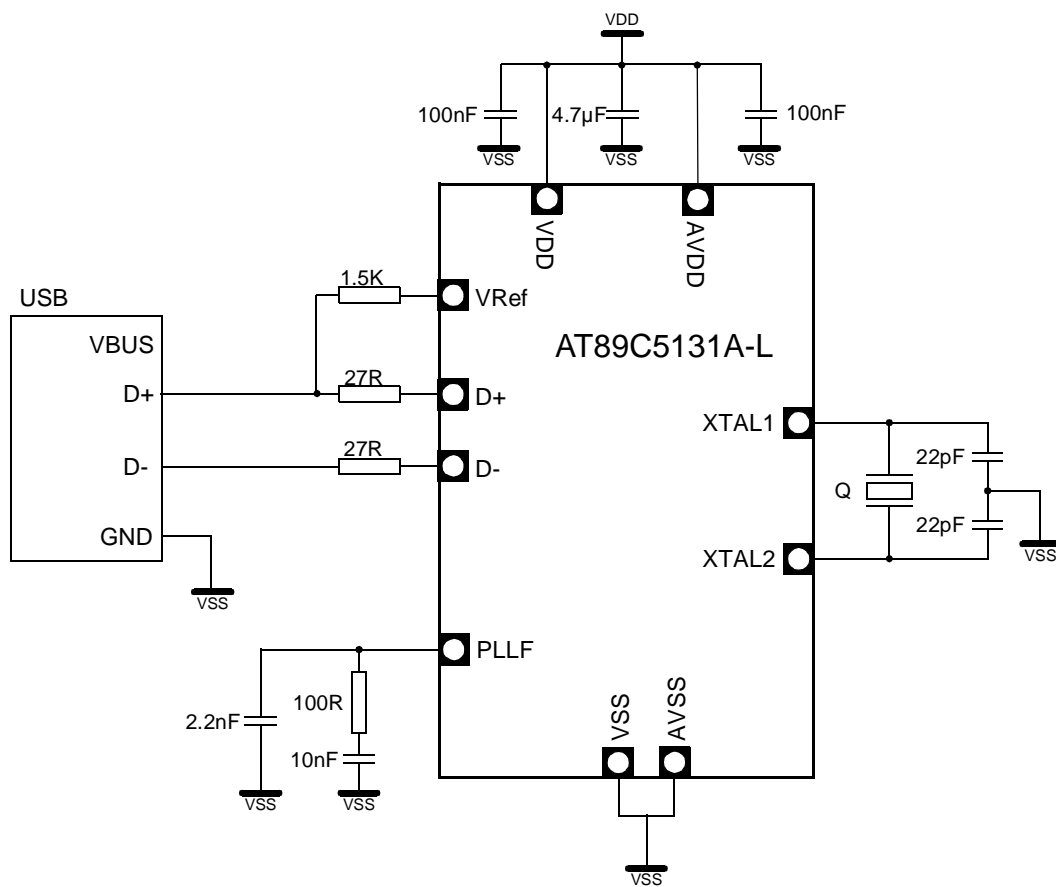 VDD
100nF
4.7µF
100nF
VSS
VSS
VSS
VDD
AVDD
1.5K
USB
VRef
VBUS
AT89C5131A-L
27R
D+
D+
XTAL1
27R
D-
D-
22pF
Q
GND
22pF
XTAL2
VSS
VSS
PLLF
100R
VSS
AVSS
2.2nF
10nF
VSS
VSS
VSS